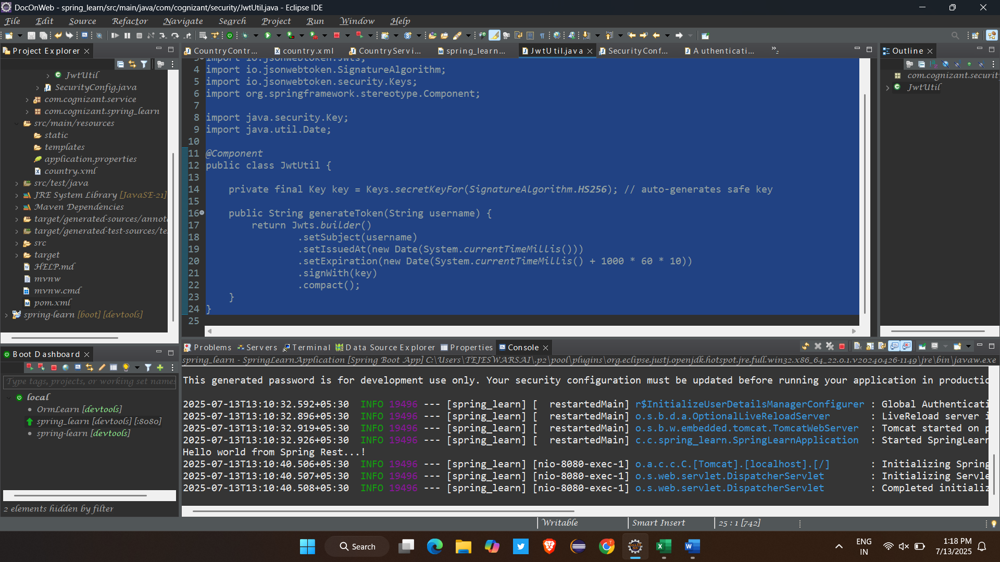 DocOnWeb - spring_learn/src/main/java/com/cognizant/security/JwtUtil.java - Eclipse IDE
File Edit Source Refactor Navigate Search Project Run Window Help
Project Explorer
JwtUtil
SecurityConfig.java
com.cognizant.service
com.cognizant.spring_learn
src/main/resources
static
templates
application.properties
country.xml
src/test/java
JRE System Library [JavaSE-21]
Maven Dependencies
target/generated-sources/annota
target/generated-test-sources/te
src
target
HELP.md
mvnw
mvnw.cmd
pom.xml
spring-learn [boot] [devtools]
CountryContr... country.xml CountryServi... spring_learn... JwtUtil.java SecurityConf... Authenticati... »2
3 import io.jsonwebtoken.Jwts;
4 import io.jsonwebtoken.SignatureAlgorithm;
5 import io.jsonwebtoken.security.Keys;
6 import org.springframework.stereotype.Component;
7
8 import java.security.Key;
9 import java.util.Date;
10
11 @Component
12 public class JwtUtil {
13
14     private final Key key = Keys.secretKeyFor(SignatureAlgorithm.HS256); // auto-generates safe key
15
16     public String generateToken(String username) {
17         return Jwts.builder()
18                 .setSubject(username)
19                 .setIssuedAt(new Date(System.currentTimeMillis()))
20                 .setExpiration(new Date(System.currentTimeMillis() + 1000 * 60 * 10))
21                 .signWith(key)
22                 .compact();
23     }
24 }
25
Outline
com.cognizant.securit
JwtUtil
Boot Dashboard
Type tags, projects, or working set names
local
OrmLearn [devtools]
spring_learn [devtools] [:8080]
spring-learn [devtools]
2 elements hidden by filter
Problems Servers Terminal Data Source Explorer Properties Console
spring_learn - SpringLearnApplication [Spring Boot App] C:\Users\TEJESWARSAI\.p2\pool\plugins\org.eclipse.justj.openjdk.hotspot.jre.full.win32.x86_64_22.0.1.v20240426-1149\jre\bin\javaw.exe
This generated password is for development use only. Your security configuration must be updated before running your application in productio
2025-07-13T13:10:32.592+05:30 INFO 19496 --- [spring_learn] [ restartedMain] r$InitializeUserDetailsManagerConfigurer : Global Authenticati
2025-07-13T13:10:32.896+05:30 INFO 19496 --- [spring_learn] [ restartedMain] o.s.b.d.a.OptionalLiveReloadServer : LiveReload server i
2025-07-13T13:10:32.919+05:30 INFO 19496 --- [spring_learn] [ restartedMain] o.s.b.w.embedded.tomcat.TomcatWebServer : Tomcat started on p
2025-07-13T13:10:32.926+05:30 INFO 19496 --- [spring_learn] [ restartedMain] c.c.spring_learn.SpringLearnApplication : Started SpringLearn
Hello world from Spring Rest...!
2025-07-13T13:10:40.506+05:30 INFO 19496 --- [spring_learn] [nio-8080-exec-1] o.a.c.c.C.[Tomcat].[localhost].[/] : Initializing Spring
2025-07-13T13:10:40.507+05:30 INFO 19496 --- [spring_learn] [nio-8080-exec-1] o.s.web.servlet.DispatcherServlet : Initializing Servle
2025-07-13T13:10:40.508+05:30 INFO 19496 --- [spring_learn] [nio-8080-exec-1] o.s.web.servlet.DispatcherServlet : Completed initializ
Writable Smart Insert 25 : 1 [742]
Search
ENG
IN
1:18 PM
7/13/2025